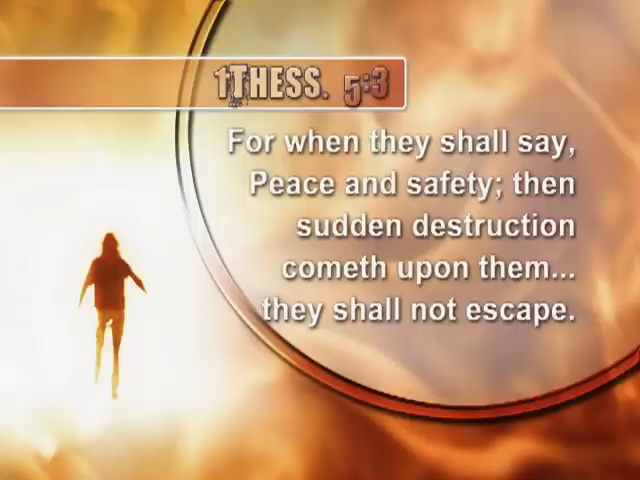 1THESS. 5:3
For when they shall say,
Peace and safety; then
sudden destruction
cometh upon them...
they shall not escape.